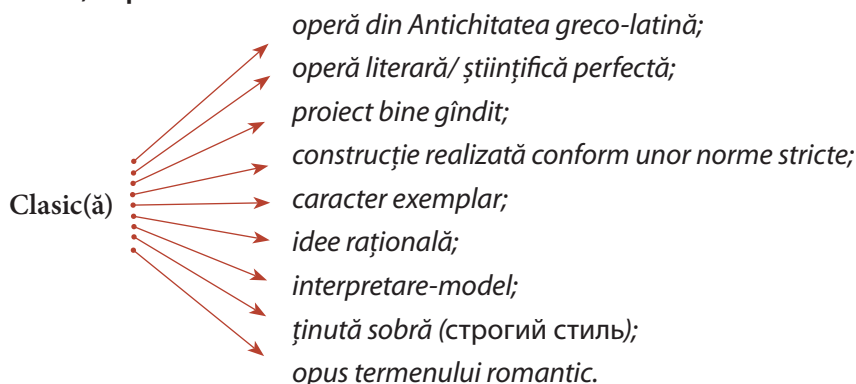 operă din Antichitatea greco-latină;
operă literară/ științifică perfectă;
proiect bine gîndit;
construcție realizată conform unor norme stricte;
Clasic(ă)
caracter exemplar;
idee rațională;
interpretare-model;
ținută sobră (строгий стиль);
opus termenului romantic.